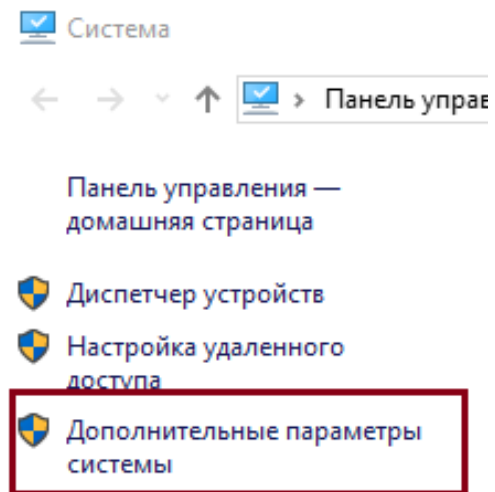 Система
Панель управ
Панель управления —
домашняя страница
Диспетчер устройств
Настройка удаленного
доступа
Дополнительные параметры
системы